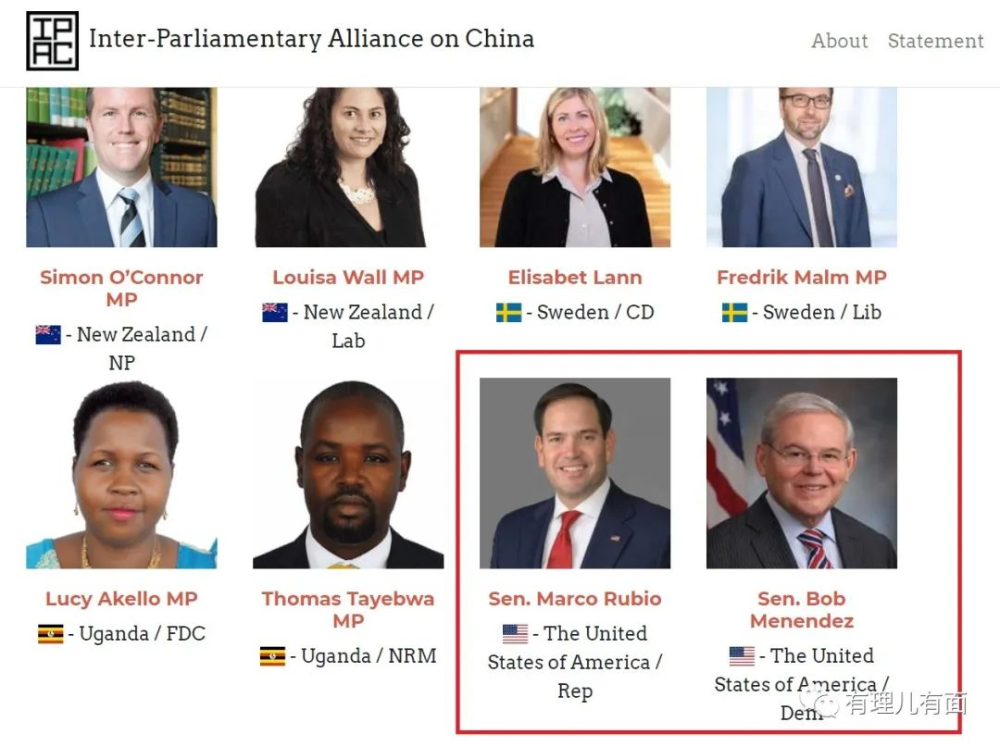 IP
AC
Inter-Parliamentary Alliance on China
About Statement
Simon O’Connor
MP
- New Zealand /
NP
Louisa Wall MP
- New Zealand /
Lab
Elisabet Lann
- Sweden / CD
Fredrik Malm MP
- Sweden / Lib
Lucy Akello MP
- Uganda / FDC
Thomas Tayebwa
MP
- Uganda / NRM
Sen. Marco Rubio
- The United
States of America /
Rep
Sen. Bob
Menendez
- The United
States of America /
Dem
有理儿有面